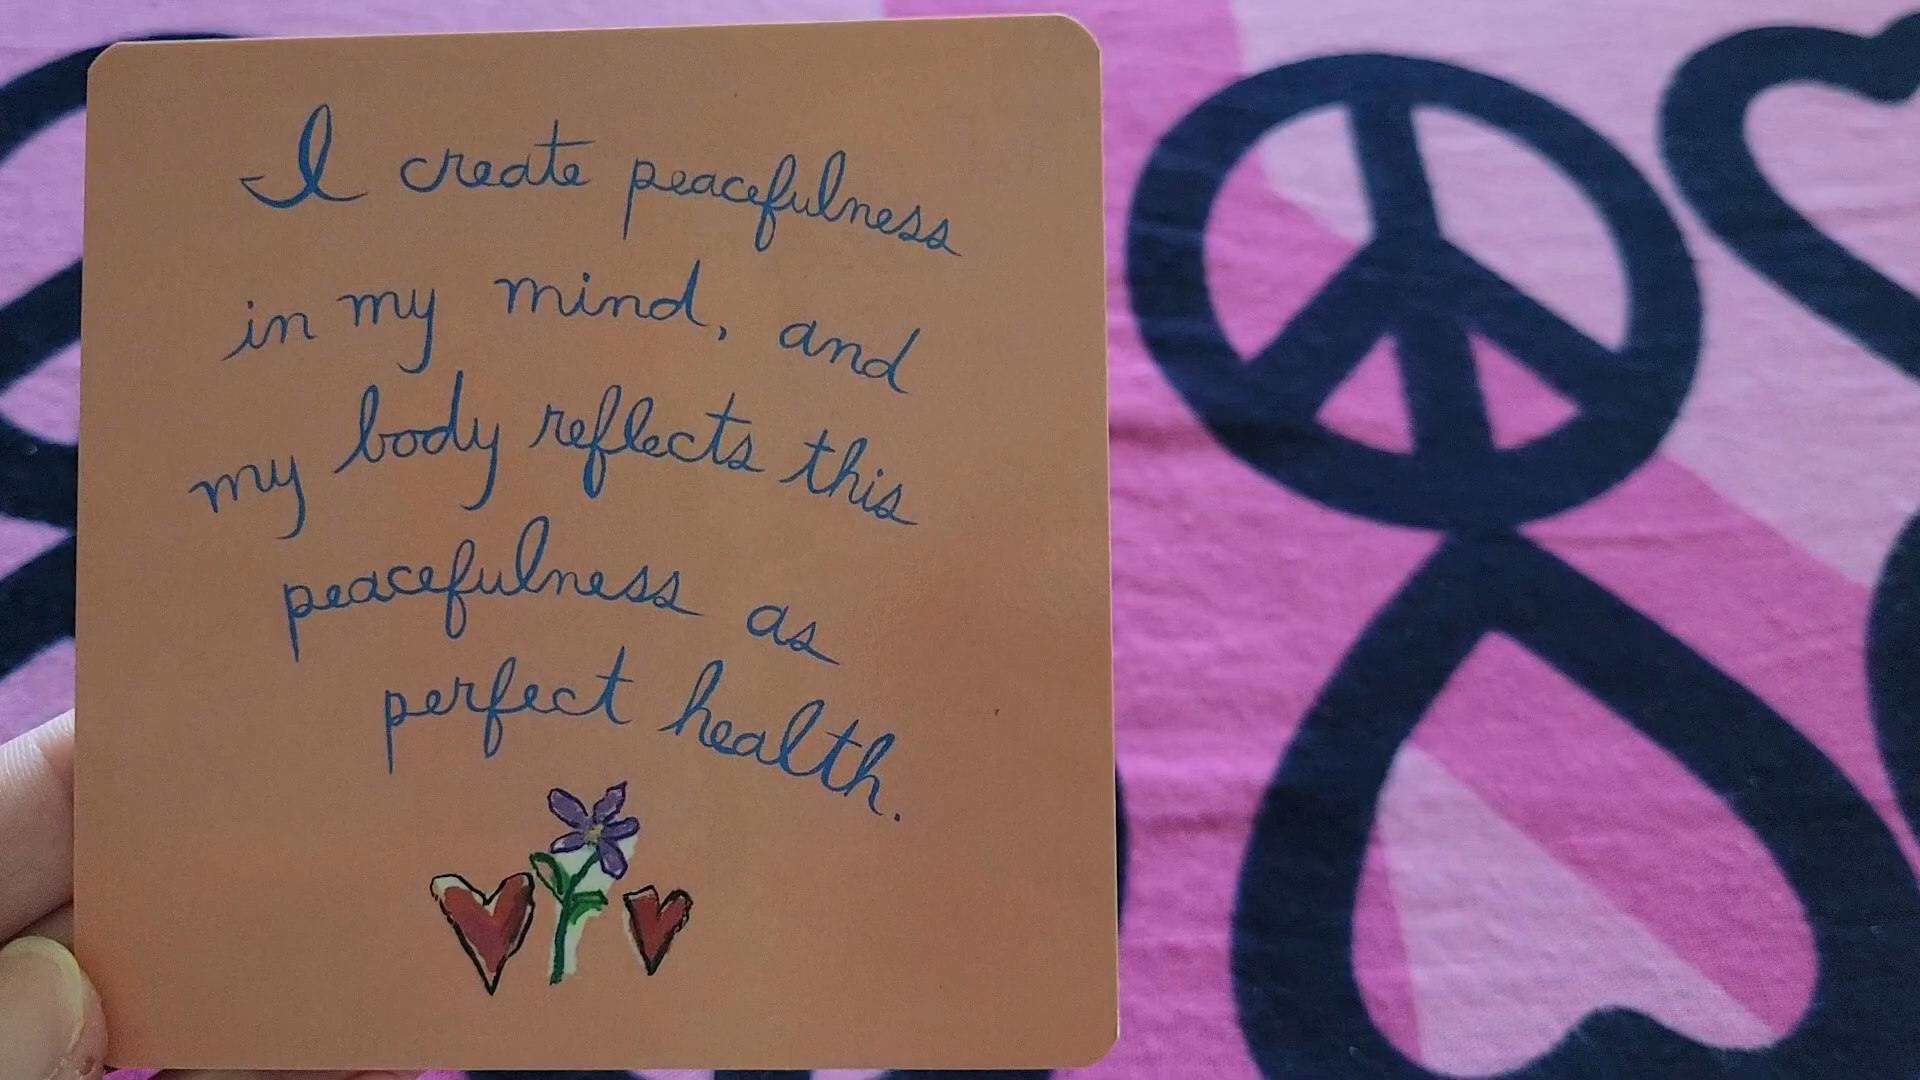 I create peacefulness
in my mind, and
my body reflects this
peacefulness as
perfect health.